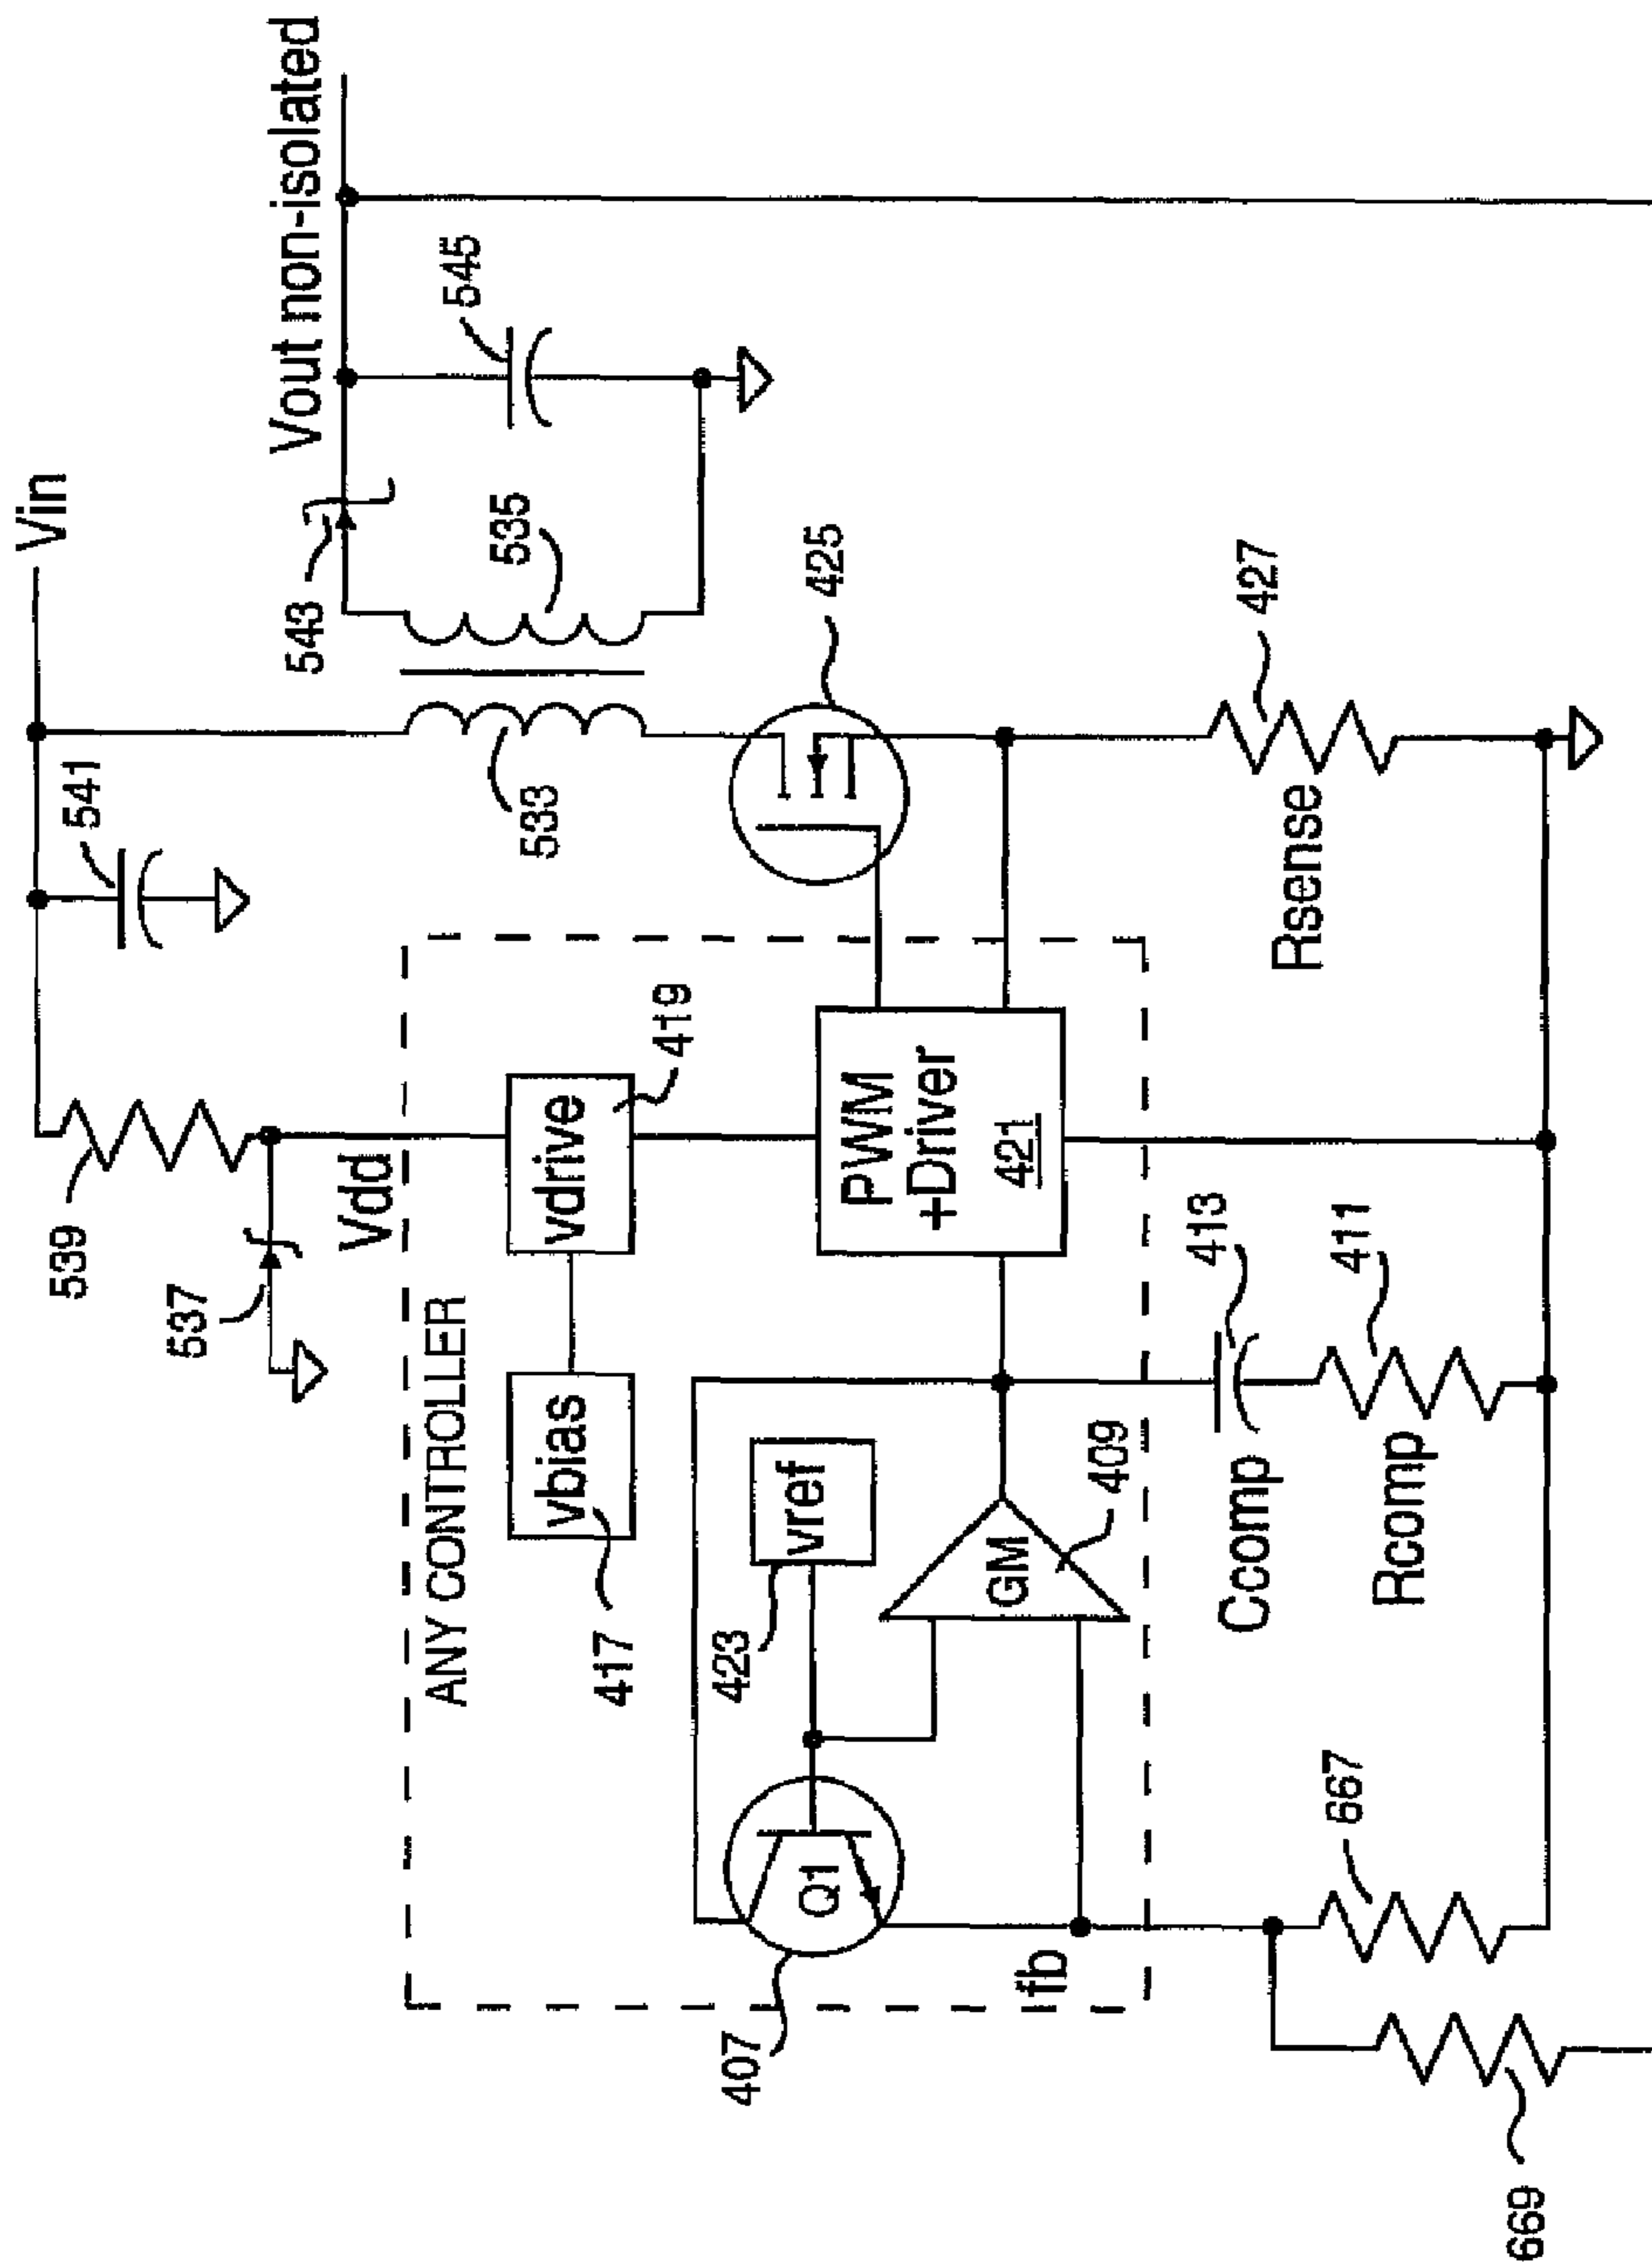 Vin
Vout non-isolated
541
539
537
Vdd
543
545
535
533
ANY CONTROLLER
vbias
417
vdrive
419
425
vref
423
Q1
407
GM
409
PWM
+Driver
421
fb
Ccomp
413
Rcomp
411
Rsense
427
667
669